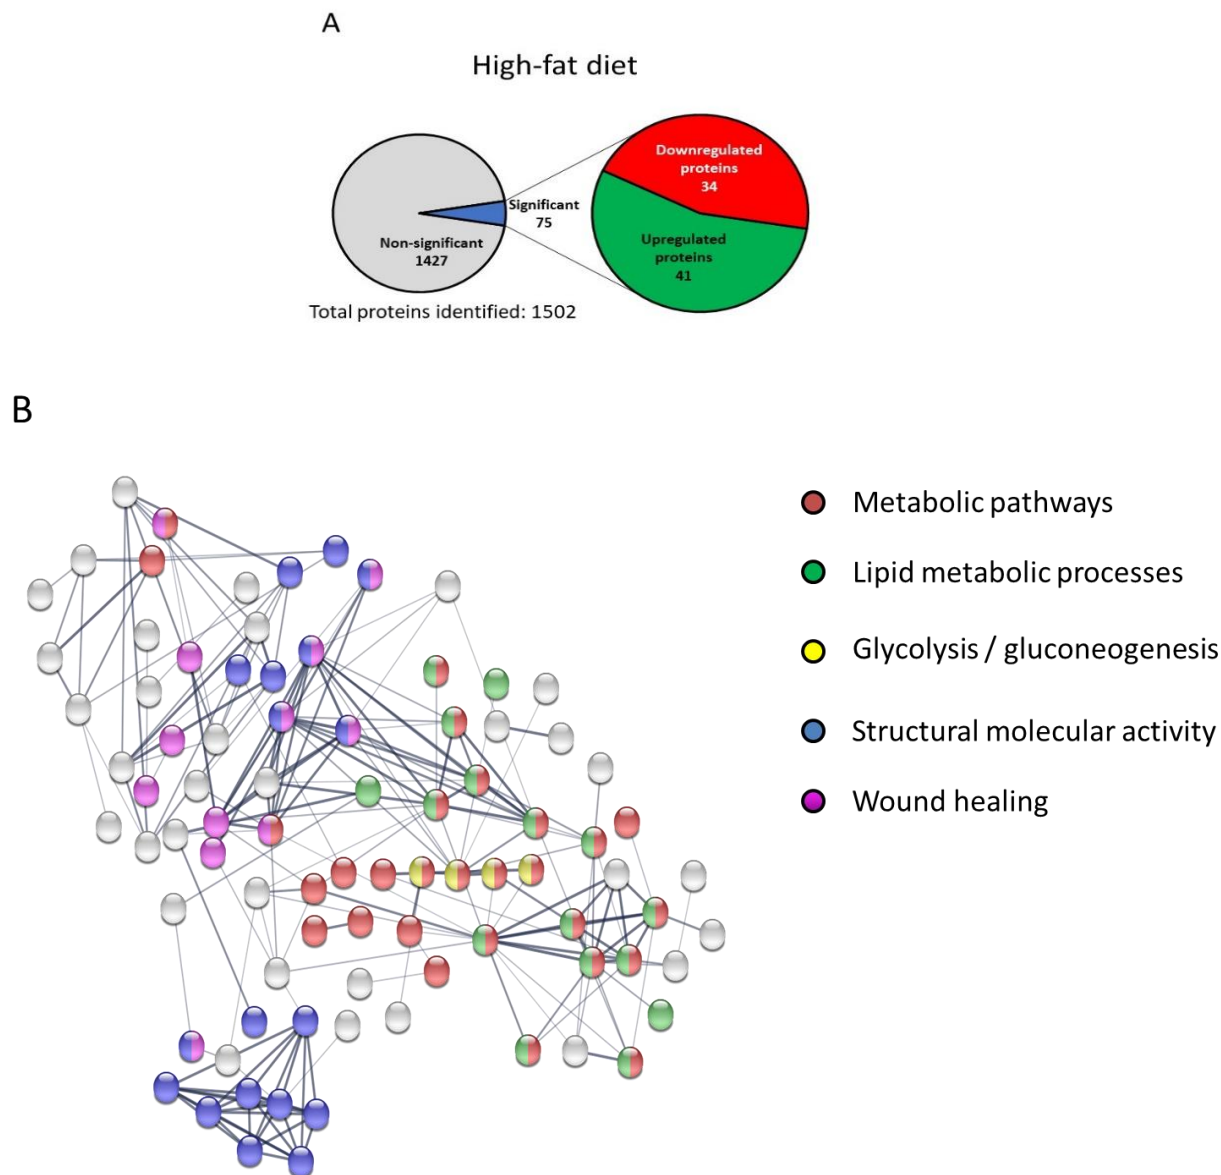 A
High-fat diet
Downregulated
proteins
34
Significant
75
Non-significant
1427
Upregulated
proteins
41
Total proteins identified: 1502
B
Metabolic pathways
Lipid metabolic processes
Glycolysis / gluconeogenesis
Structural molecular activity
Wound healing